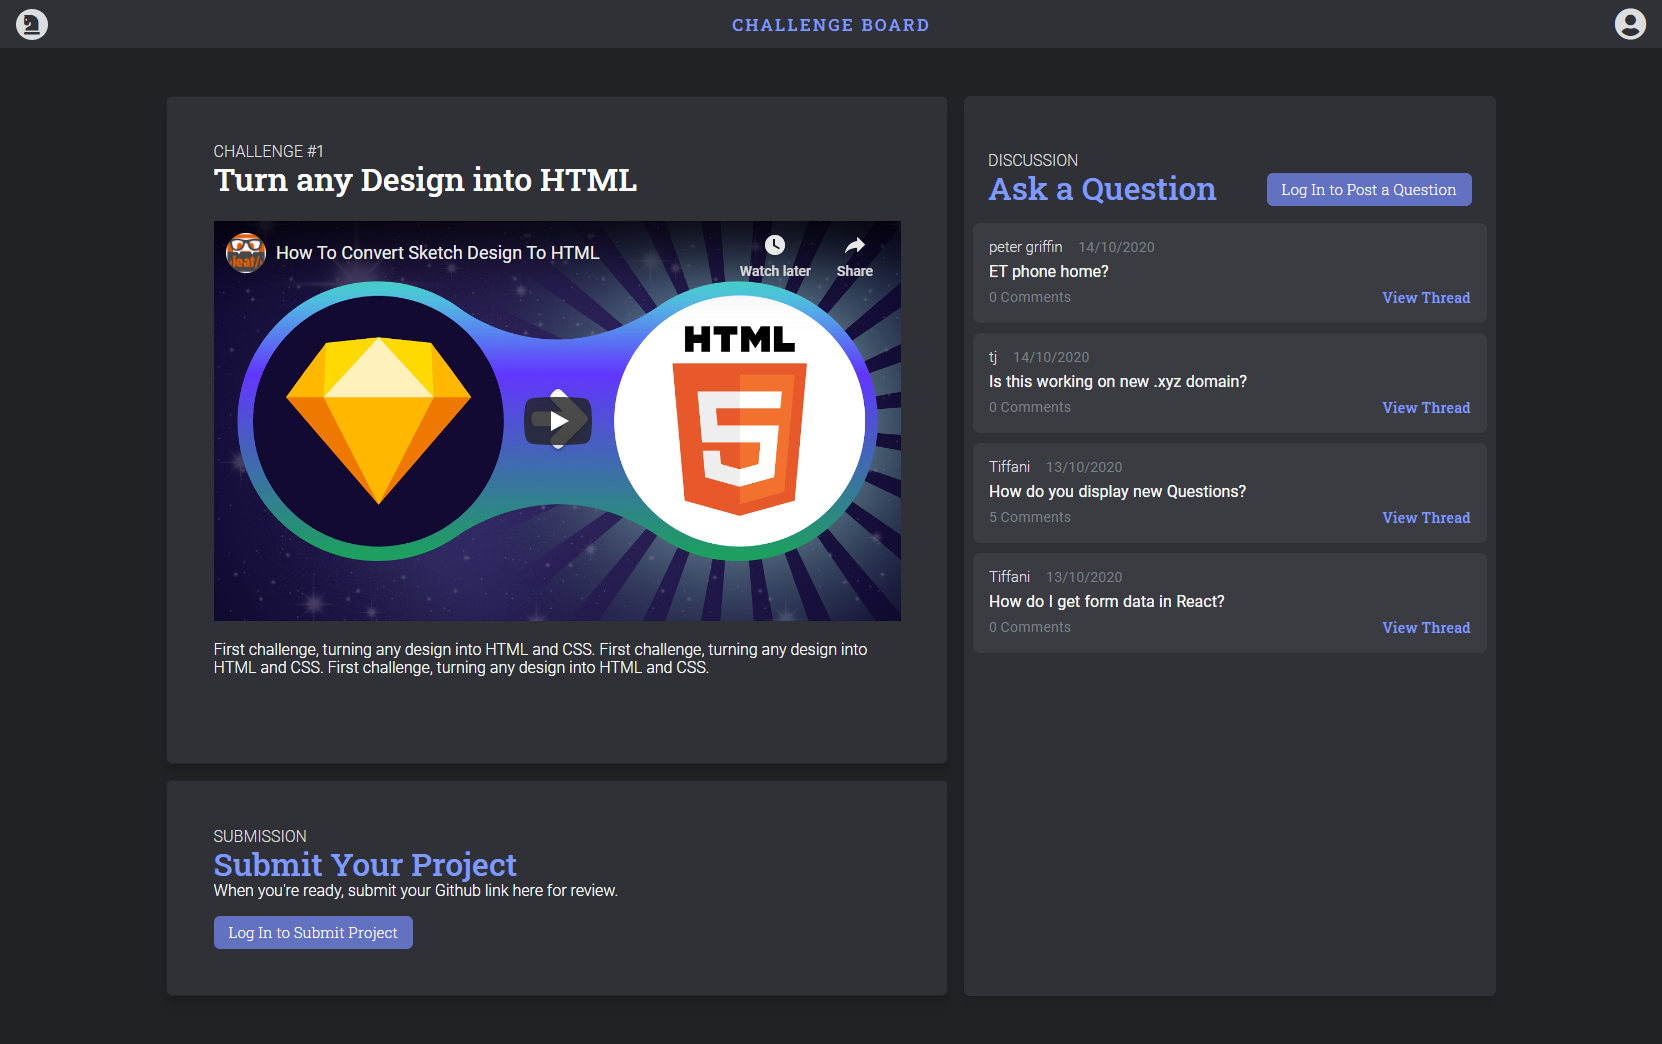 CHALLENGE BOARD
CHALLENGE #1
Turn any Design into HTML
How To Convert Sketch Design To HTML
Watch later
Share
HTML
First challenge, turning any design into HTML and CSS. First challenge, turning any design into
HTML and CSS. First challenge, turning any design into HTML and CSS.
SUBMISSION
Submit Your Project
When you're ready, submit your Github link here for review.
Log In to Submit Project
DISCUSSION
Ask a Question
Log In to Post a Question
peter griffin 14/10/2020
ET phone home?
0 Comments
View Thread
tj 14/10/2020
Is this working on new .xyz domain?
0 Comments
View Thread
Tiffani 13/10/2020
How do you display new Questions?
5 Comments
View Thread
Tiffani 13/10/2020
How do I get form data in React?
0 Comments
View Thread